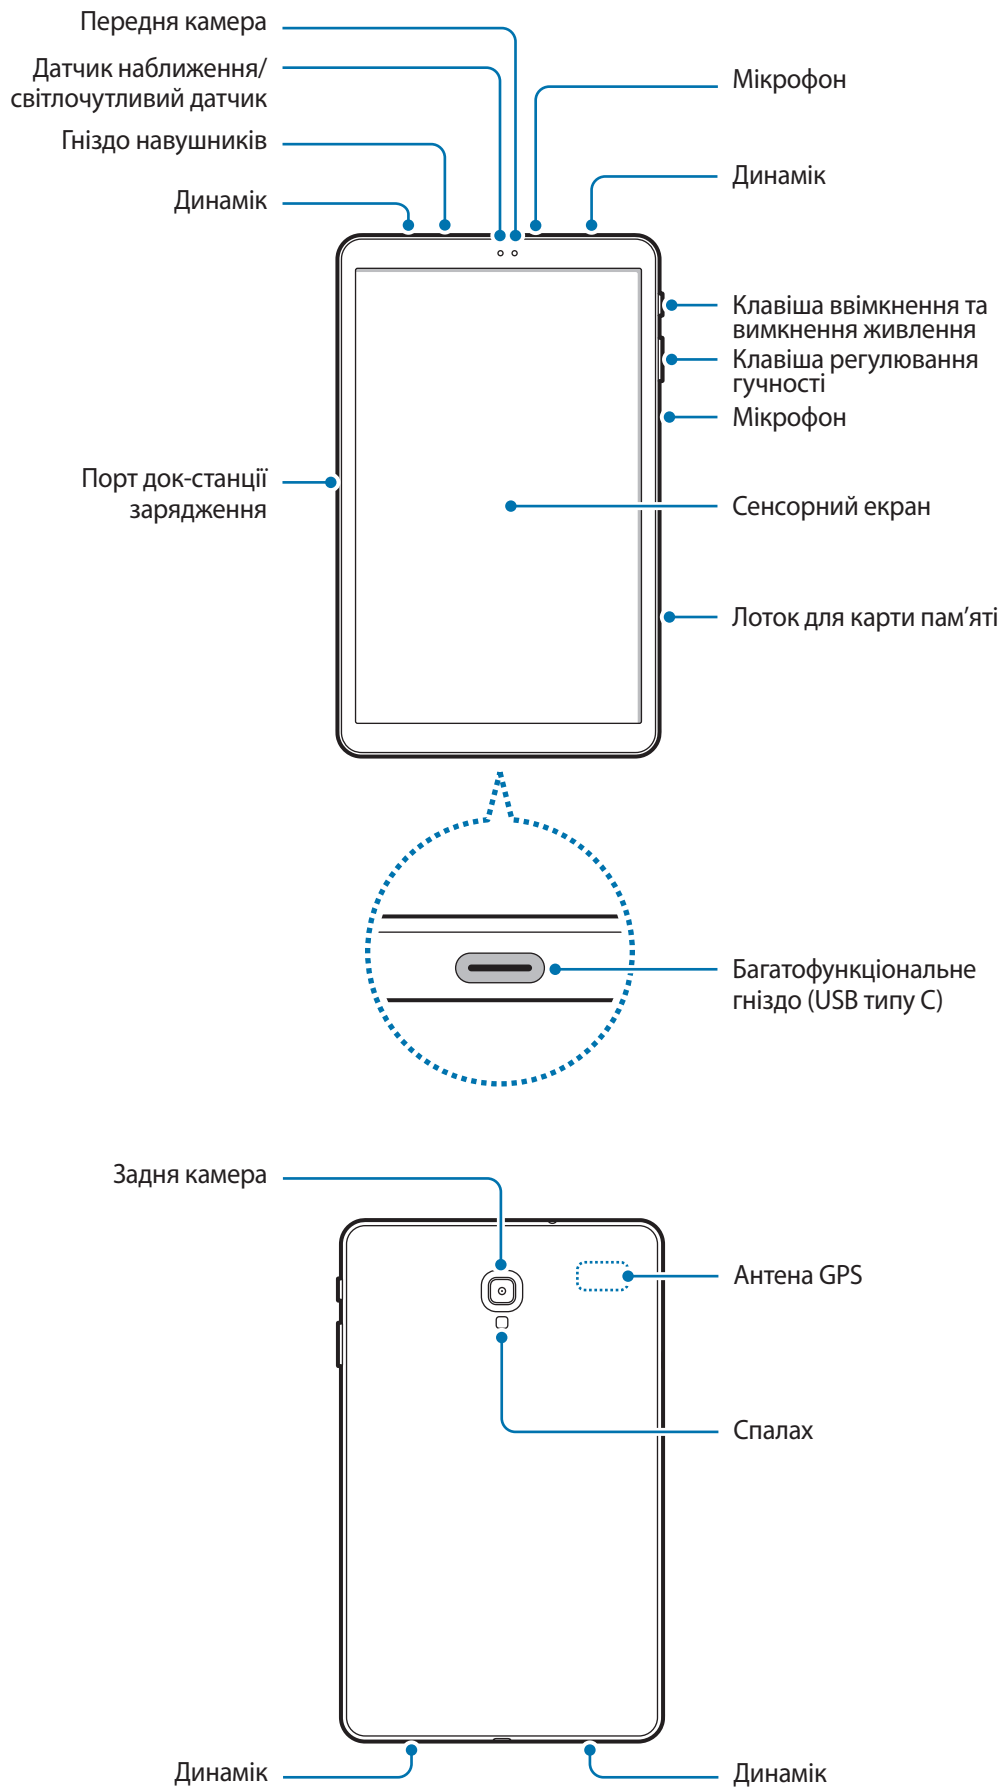 Передня камера
Датчик наближення/
світлочутливий датчик
Гніздо навушників
Динамік
Мікрофон
Динамік
Клавіша ввімкнення та
вимкнення живлення
Клавіша регулювання
гучності
Мікрофон
Порт док-станції
зарядження
Сенсорний екран
Лоток для карти пам’яті
Багатофункціональне
гніздо (USB типу C)
Задня камера
Антена GPS
Спалах
Динамік
Динамік